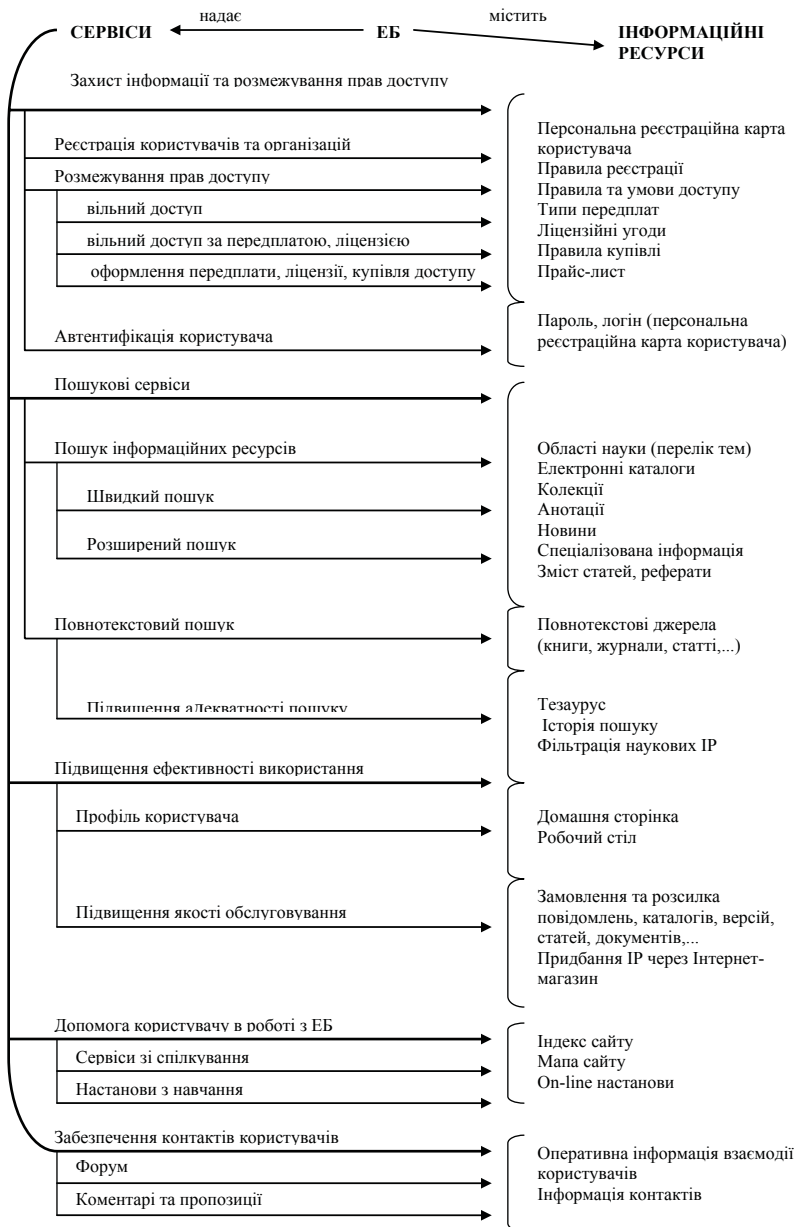 надає
містить
СЕРВІСИ
ЕБ
ІНФОРМАЦІЙНІ
РЕСУРСИ
Захист інформації та розмежування прав доступу
Реєстрація користувачів та організацій
Розмежування прав доступу
вільний доступ
вільний доступ за передплатою, ліцензією
оформлення передплати, ліцензії, купівля доступу
Персональна реєстраційна карта
користувача
Правила реєстрації
Правила та умови доступу
Типи передплат
Ліцензійні угоди
Правила купівлі
Прайс-лист
Автентифікація користувача
Пароль, логін (персональна
реєстраційна карта користувача)
Пошукові сервіси
Пошук інформаційних ресурсів
Швидкий пошук
Розширений пошук
Області науки (перелік тем)
Електронні каталоги
Колекції
Анотації
Новини
Спеціалізована інформація
Зміст статей, реферати
Повнотекстовий пошук
Повнотекстові джерела
(книги, журнали, статті,...)
Підвищення адекватності пошуку
Тезаурус
Історія пошуку
Фільтрація наукових ІР
Підвищення ефективності використання
Профіль користувача
Домашня сторінка
Робочий стіл
Підвищення якості обслуговування
Замовлення та розсилка
повідомлень, каталогів, версій,
статей, документів,...
Придбання ІР через Інтернет-
магазин
Допомога користувачу в роботі з ЕБ
Сервіси зі спілкування
Настанови з навчання
Індекс сайту
Мапа сайту
On-line настанови
Забезпечення контактів користувачів
Форум
Коментарі та пропозиції
Оперативна інформація взаємодії
користувачів
Інформація контактів